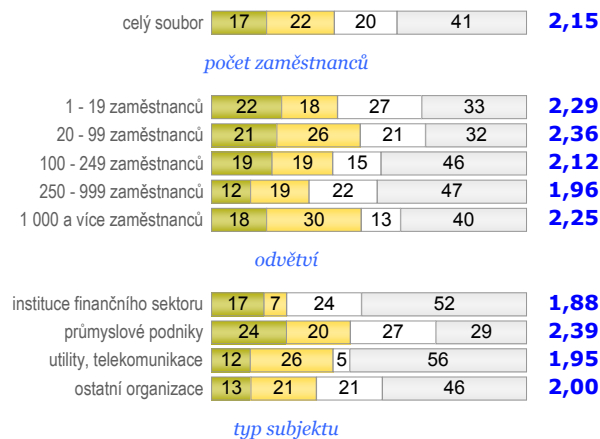 celý soubor 17 22 20 41 2,15
počet zaměstnanců
1 - 19 zaměstnanců 22 18 27 33 2,29
20 - 99 zaměstnanců 21 26 21 32 2,36
100 - 249 zaměstnanců 19 19 15 46 2,12
250 - 999 zaměstnanců 12 19 22 47 1,96
1 000 a více zaměstnanců 18 30 13 40 2,25
odvětví
instituce finančního sektoru 17 7 24 52 1,88
průmyslové podniky 24 20 27 29 2,39
utility, telekomunikace 12 26 5 56 1,95
ostatní organizace 13 21 21 46 2,00
typ subjektu